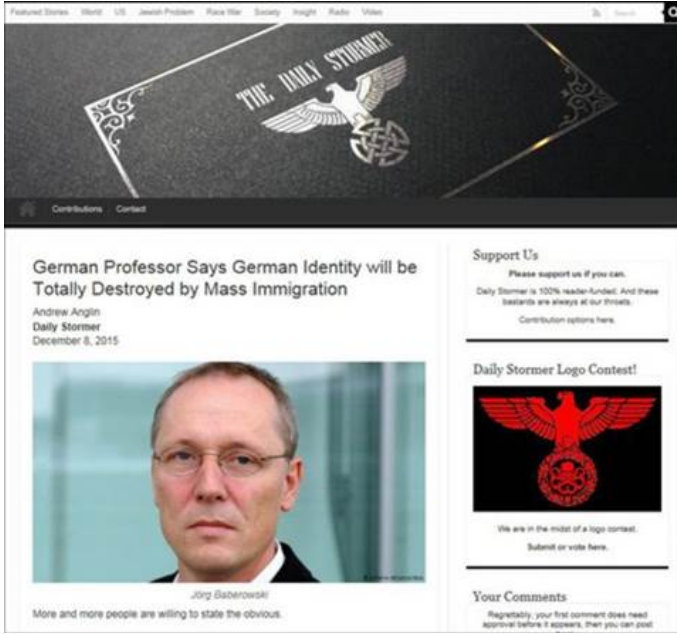 Featured Stories World US Jewish Problem Race War Society Insight Radio Video
Search
THE DAILY STORMER
Contributions Contact
German Professor Says German Identity will be
Totally Destroyed by Mass Immigration
Andrew Anglin
Daily Stormer
December 8, 2015
Jörg Baberowski
More and more people are willing to state the obvious.
Support Us
Please support us if you can.
Daily Stormer is 100% reader-funded. And these
bastards are always at our throats.
Contribution options here.
Daily Stormer Logo Contest!
We are in the midst of a logo contest.
Submit or vote here.
Your Comments
Regrettably, your first comment does need
approval before it appears, then you can post